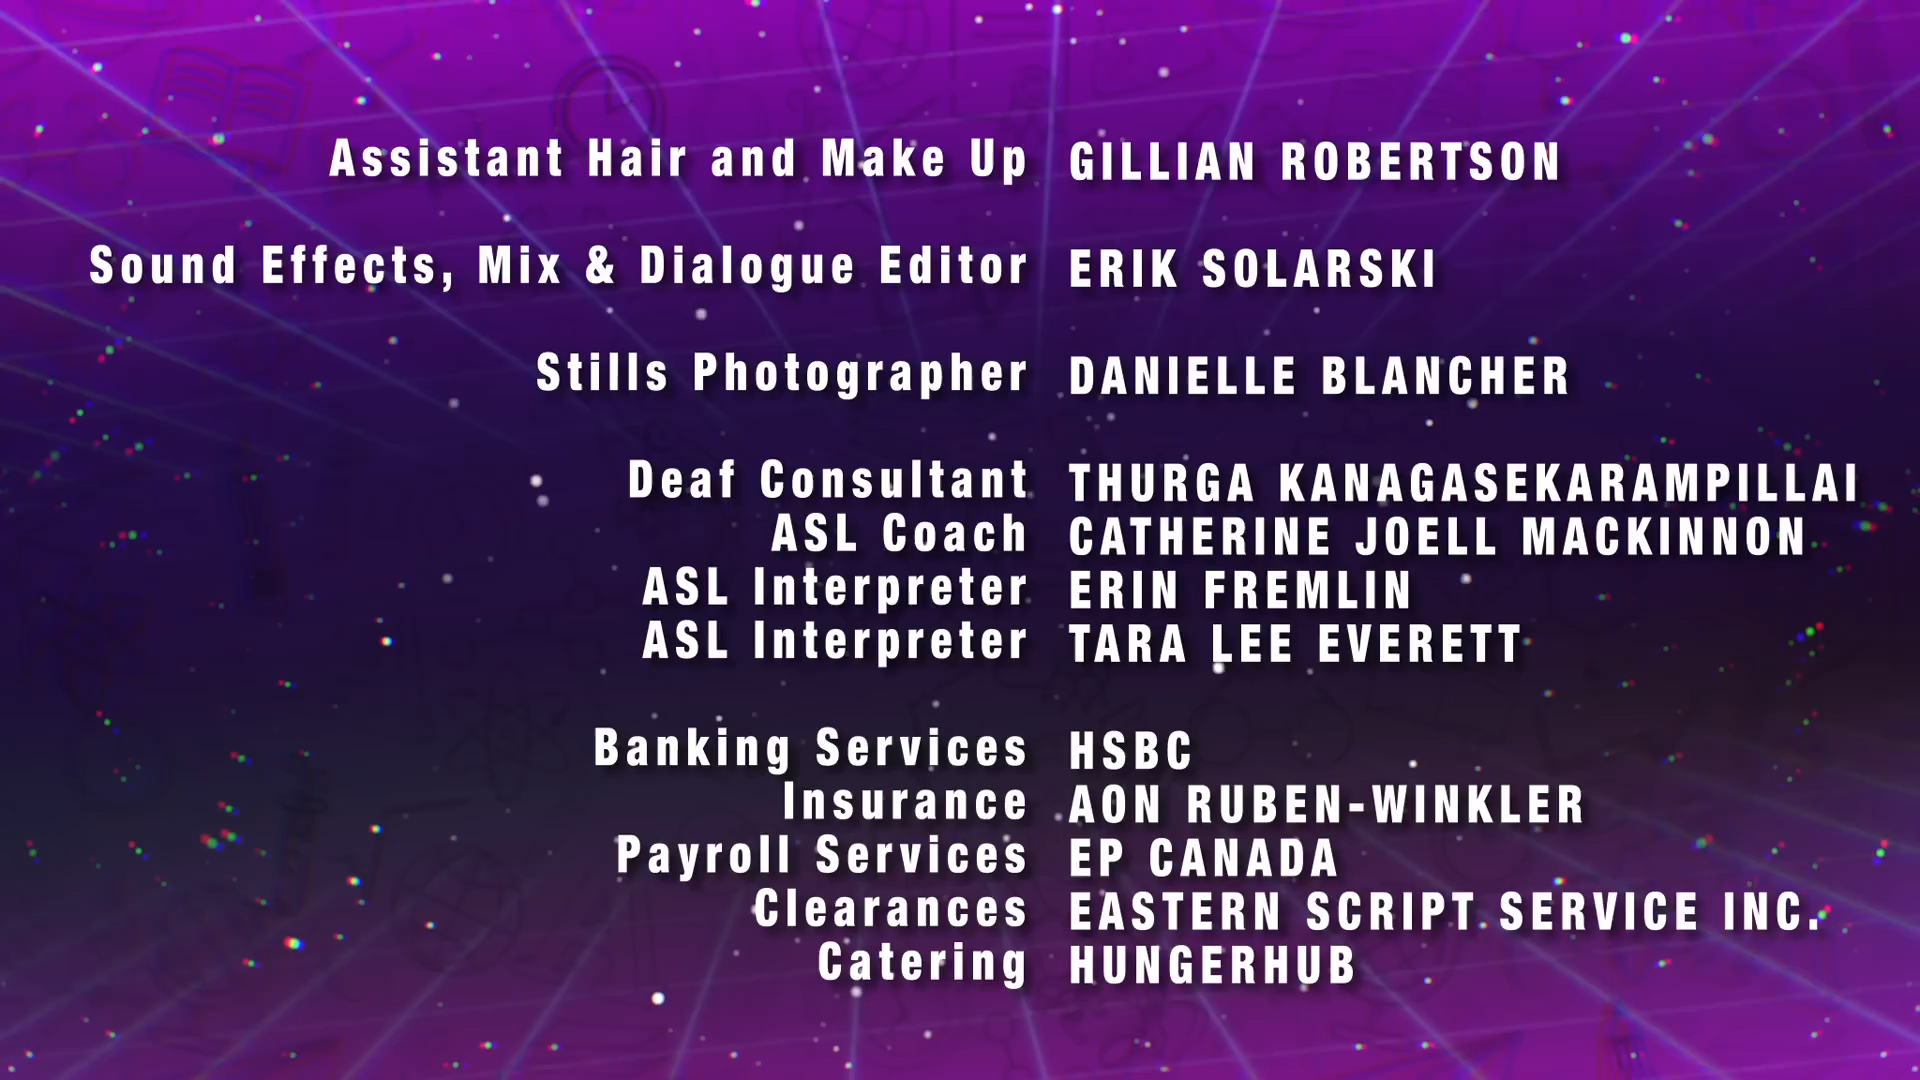 Assistant Hair and Make Up GILLIAN ROBERTSON
Sound Effects, Mix & Dialogue Editor ERIK SOLARSKI
Stills Photographer DANIELLE BLANCHER
Deaf Consultant THURGA KANAGASEKARAMPILLAI
ASL Coach CATHERINE JOELL MACKINNON
ASL Interpreter ERIN FREMLIN
ASL Interpreter TARA LEE EVERETT
Banking Services HSBC
Insurance AON RUBEN-WINKLER
Payroll Services EP CANADA
Clearances EASTERN SCRIPT SERVICE INC.
Catering HUNGERHUB